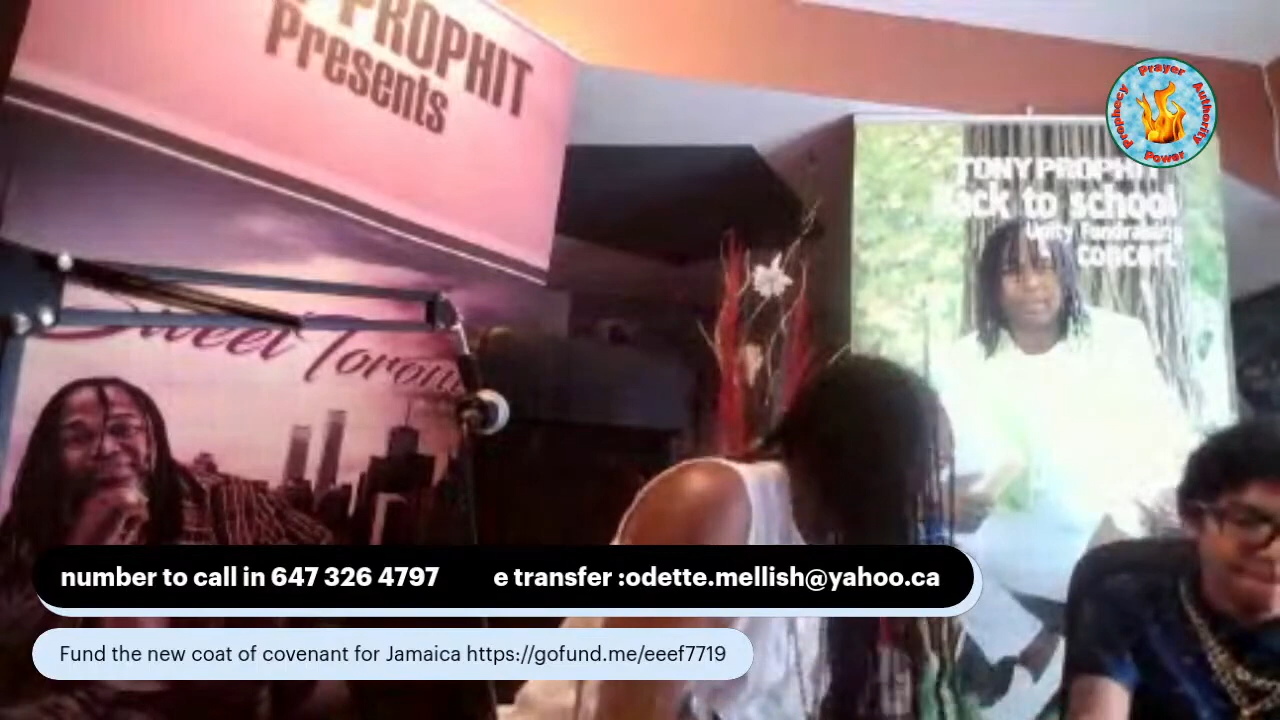 PROPHIT
Presents
Prayer
Authority
Power
Prophecy
TONY PROPHIT
Back to school
Unity Fundraising
concert
Sweet Toronto
number to call in 647 326 4797 e transfer :odette.mellish@yahoo.ca
Fund the new coat of covenant for Jamaica https://gofund.me/eeef7719